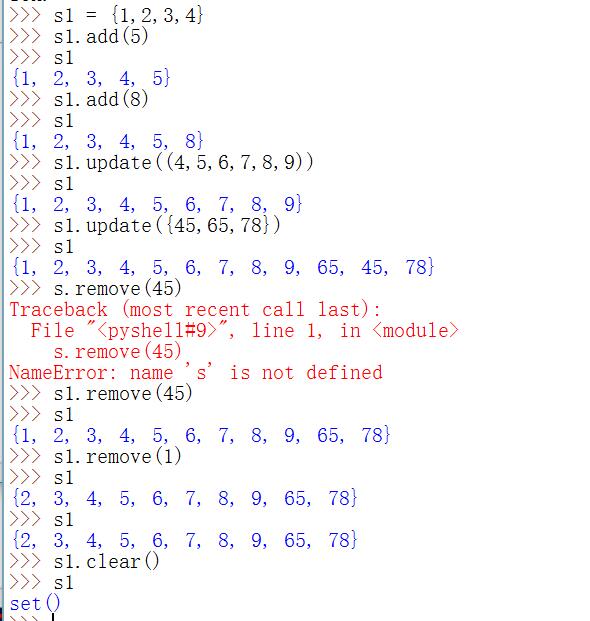 >>> s1 = {1,2,3,4}
>>> s1.add(5)
>>> s1
{1, 2, 3, 4, 5}
>>> s1.add(8)
>>> s1
{1, 2, 3, 4, 5, 8}
>>> s1.update((4,5,6,7,8,9))
>>> s1
{1, 2, 3, 4, 5, 6, 7, 8, 9}
>>> s1.update({45,65,78})
>>> s1
{1, 2, 3, 4, 5, 6, 7, 8, 9, 65, 45, 78}
>>> s.remove(45)
Traceback (most recent call last):
  File "<pyshell#9>", line 1, in <module>
    s.remove(45)
NameError: name 's' is not defined
>>> s1.remove(45)
>>> s1
{1, 2, 3, 4, 5, 6, 7, 8, 9, 65, 78}
>>> s1.remove(1)
>>> s1
{2, 3, 4, 5, 6, 7, 8, 9, 65, 78}
>>> s1
{2, 3, 4, 5, 6, 7, 8, 9, 65, 78}
>>> s1.clear()
>>> s1
set()
>>>